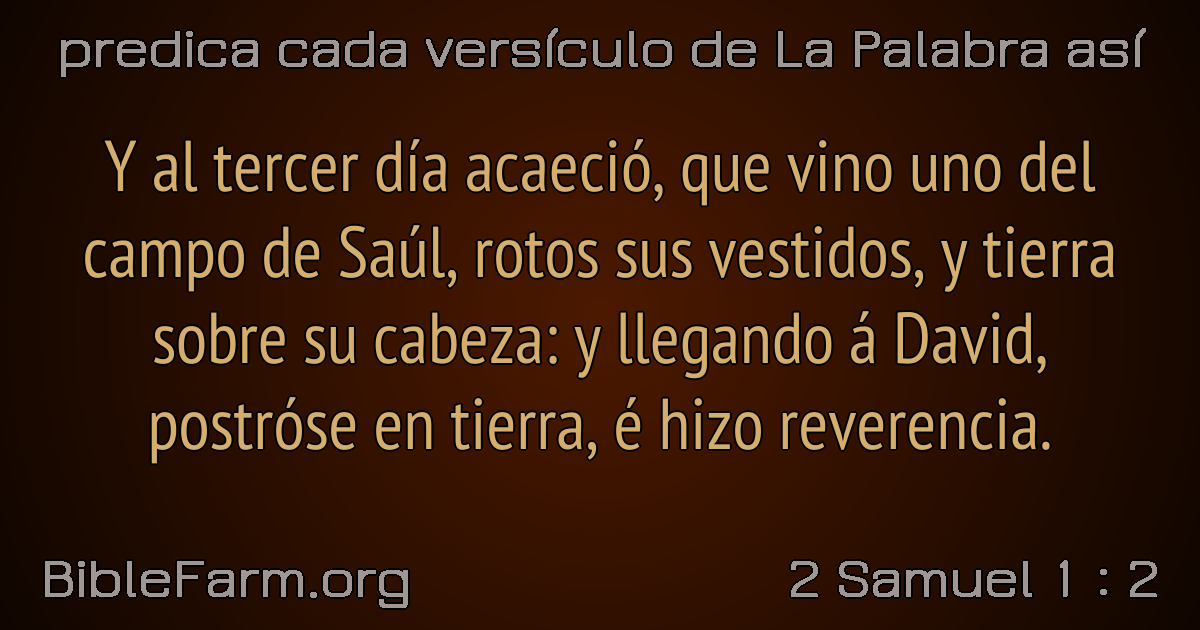 predica cada versículo de La Palabra así
Y al tercer día acaeció, que vino uno del
campo de Saúl, rotos sus vestidos, y tierra
sobre su cabeza: y llegando á David,
postróse en tierra, é hizo reverencia.
BibleFarm.org
2 Samuel 1 : 2